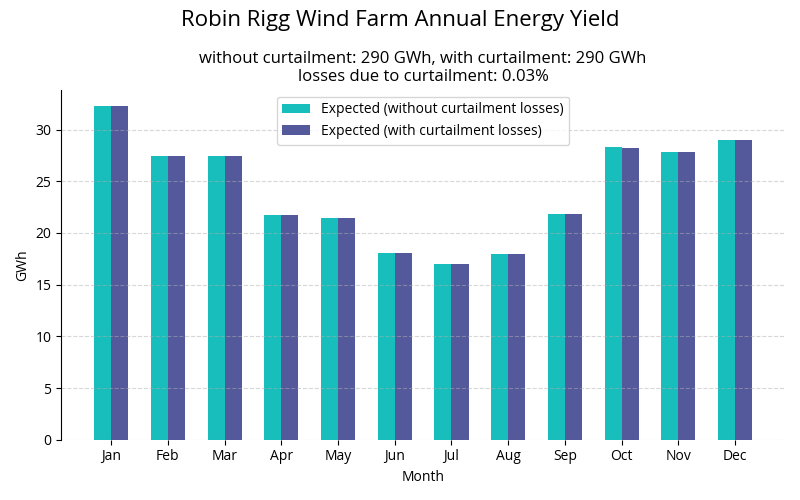 Robin Rigg Wind Farm Annual Energy Yield
without curtailment: 290 GWh, with curtailment: 290 GWh
losses due to curtailment: 0.03%
Expected (without curtailment losses)
Expected (with curtailment losses)
GWh
30
25
20
15
10
5
0
Jan Feb Mar Apr May Jun Jul Aug Sep Oct Nov Dec
Month